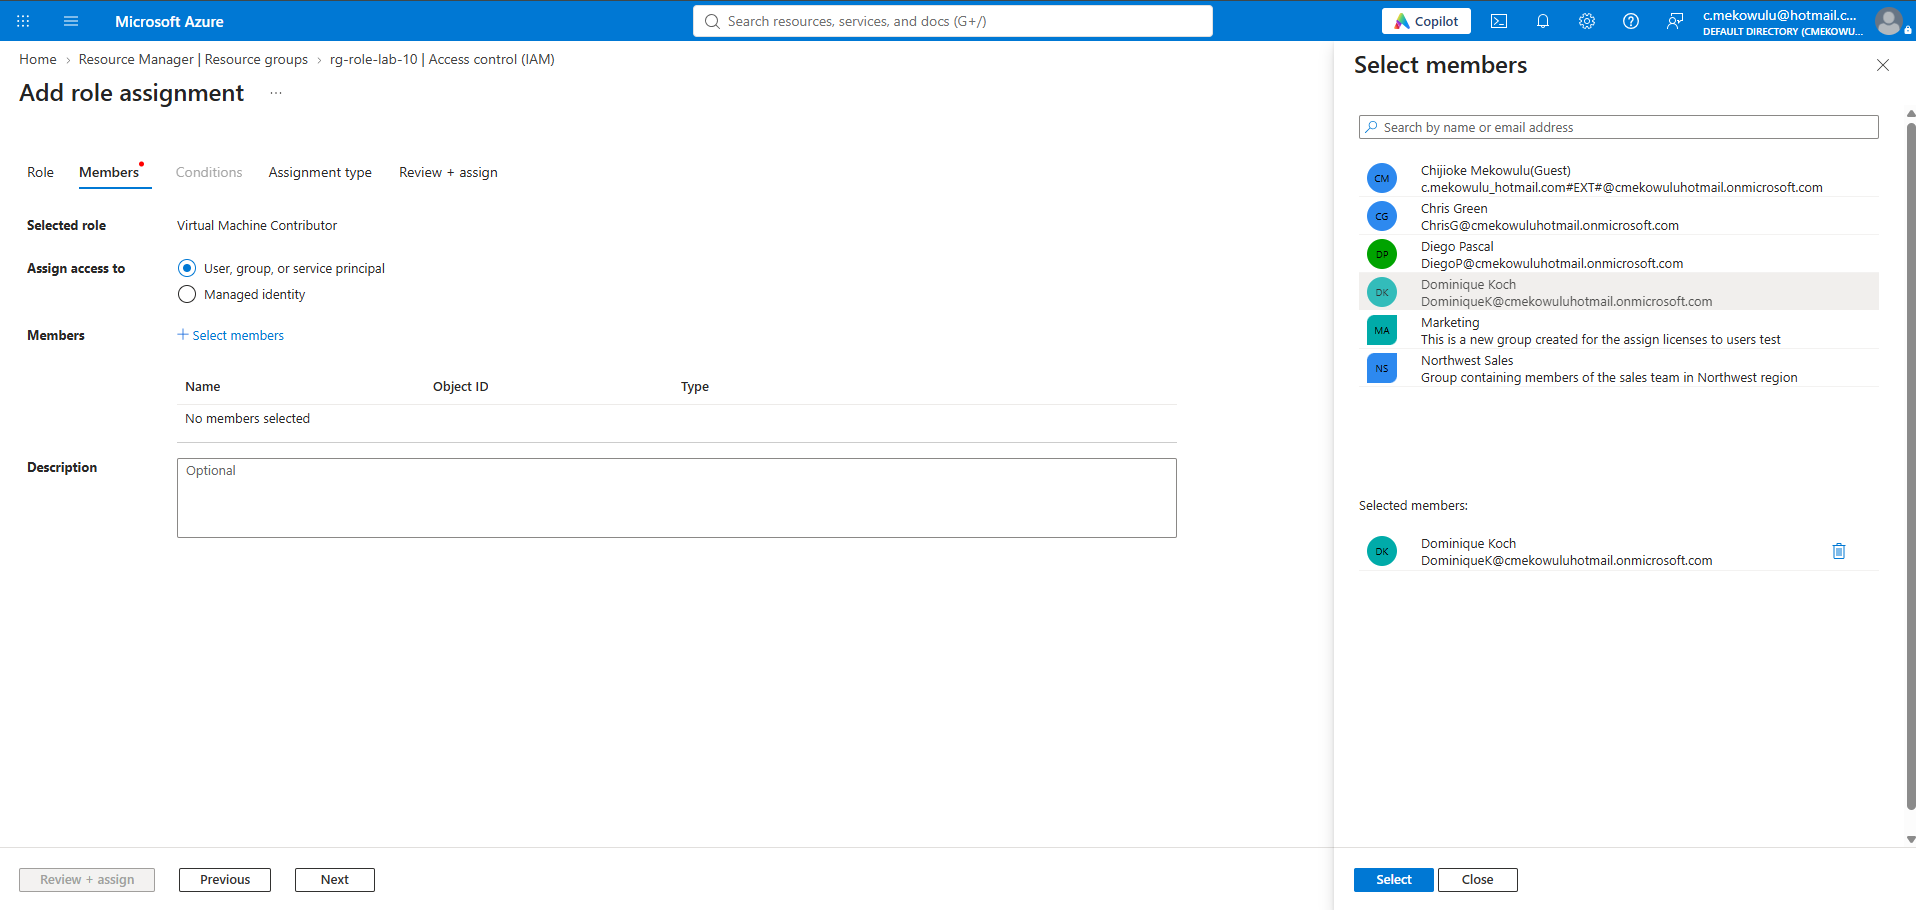 Microsoft Azure
Search resources, services, and docs (G+/)
Copilot
c.mekowulu@hotmail.c...
DEFAULT DIRECTORY (CMEKOWU...
Home > Resource Manager | Resource groups > rg-role-lab-10 | Access control (IAM)
Add role assignment ...
Role Members Conditions Assignment type Review + assign
Selected role Virtual Machine Contributor
Assign access to User, group, or service principal
Managed identity
Members + Select members
Name Object ID Type
No members selected
Description Optional
Review + assign Previous Next
Select members
Search by name or email address
CM Chijioke Mekowulu(Guest)
c.mekowulu_hotmail.com#EXT#@cmekowuluhotmail.onmicrosoft.com
CG Chris Green
ChrisG@cmekowuluhotmail.onmicrosoft.com
DP Diego Pascal
DiegoP@cmekowuluhotmail.onmicrosoft.com
DK Dominique Koch
DominiqueK@cmekowuluhotmail.onmicrosoft.com
MA Marketing
This is a new group created for the assign licenses to users test
NS Northwest Sales
Group containing members of the sales team in Northwest region
Selected members:
DK Dominique Koch
DominiqueK@cmekowuluhotmail.onmicrosoft.com
Select Close